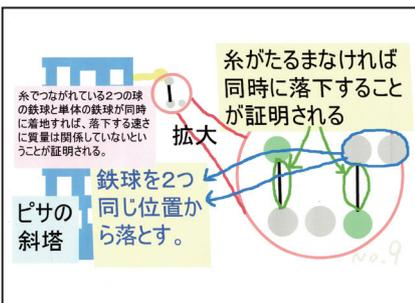 糸でつながれている2つの球
の鉄球と単体の鉄球が同時
に着地すれば、落下する速さ
に質量は関係していないとい
うことが証明される。
糸がたるまなければ
同時に落下すること
が証明される
拡大
鉄球を2つ
同じ位置か
ら落とす。
ピサの
斜塔
No.9